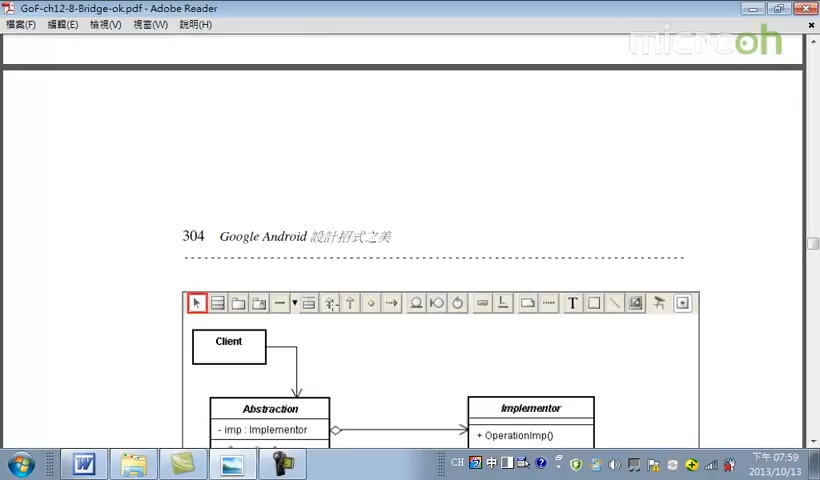 GoF-ch12-8-Bridge-ok.pdf - Adobe Reader
檔案(F) 編輯(E) 檢視(V) 視窗(W) 說明(H)
microoh
304 Google Android 設計招式之美
T
Client
Abstraction
- imp : Implementor
Implementor
+ OperationImp()
CH 中
下午 07:59
2013/10/13